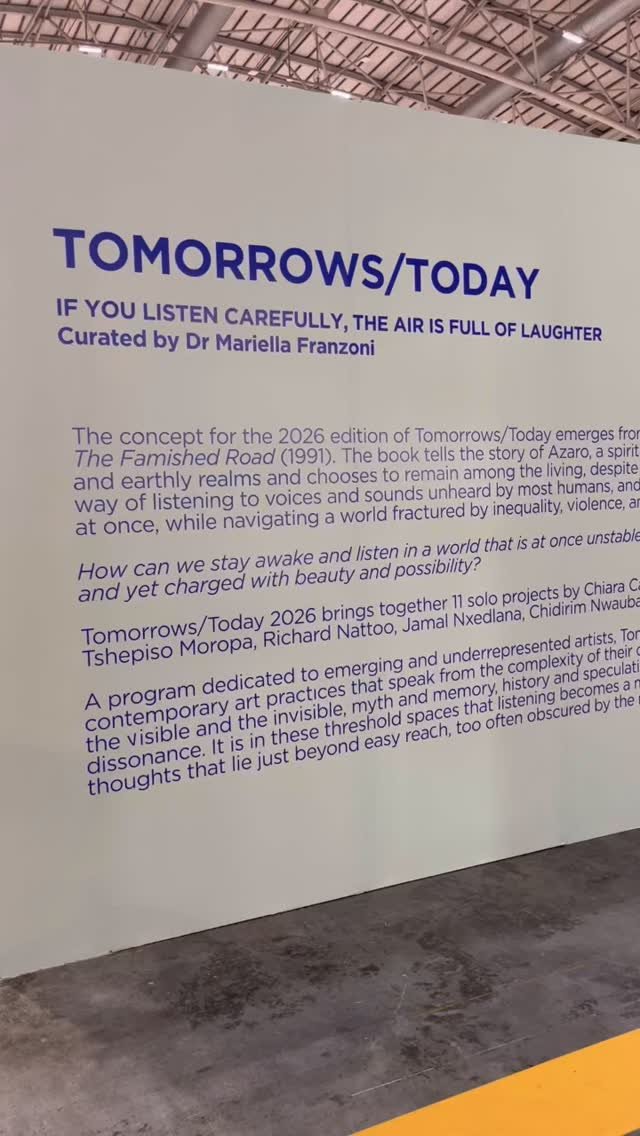 TOMORROWS/TODAY
IF YOU LISTEN CAREFULLY, THE AIR IS FULL OF LAUGHTER
Curated by Dr Mariella Franzoni
The concept for the 2026 edition of Tomorrows/Today emerges
The Famished Road (1991). The book tells the story of Azaro, a spirit
and earthly realms and chooses to remain among the living, despite
way of listening to voices and sounds unheard by most humans, and
at once, while navigating a world fractured by inequality, violence,
How can we stay awake and listen in a world that is at once unstable
and yet charged with beauty and possibility?
Tomorrows/Today 2026 brings together 11 solo projects by Chiara
Tshepiso Moropa, Richard Nattoo, Jamal Nxedlana, Chidirim
A program dedicated to emerging and underrepresented artists,
contemporary art practices that speak from the complexity of their
the visible and the invisible, myth and memory, history and
dissonance. It is in these threshold spaces that listening becomes a
thoughts that lie just beyond easy reach, too often obscured by the